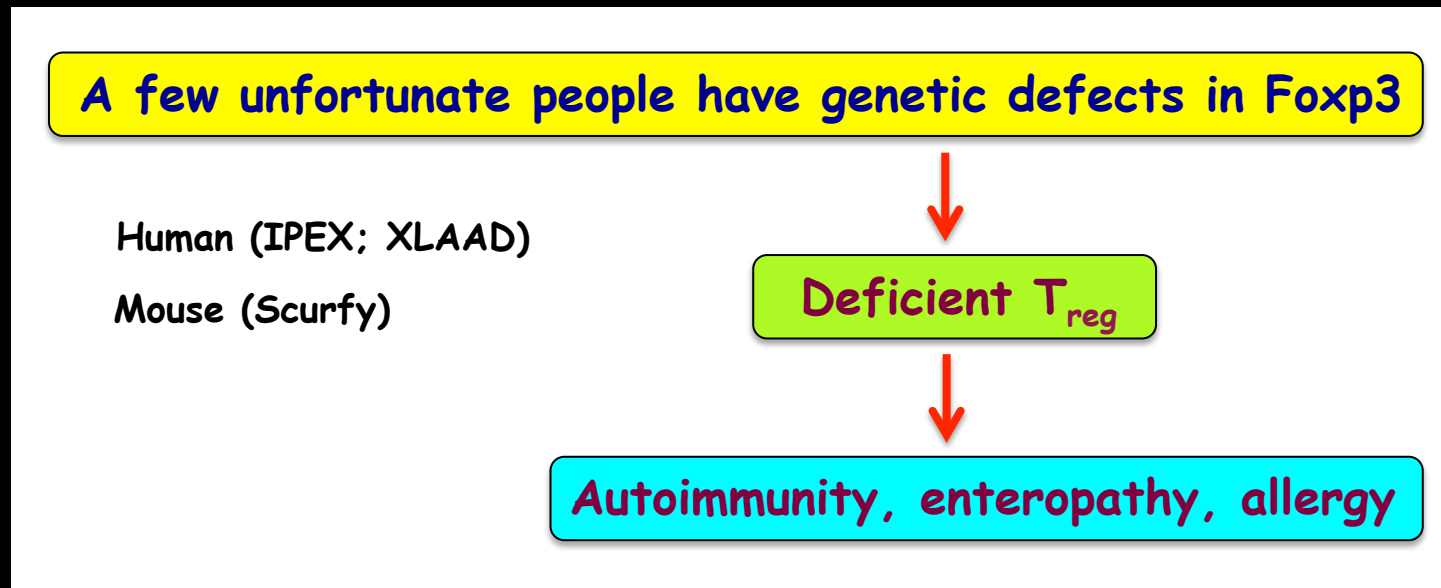 A few unfortunate people have genetic defects in Foxp3
Human (IPEX; XLAAD)
Mouse (Scurfy)
Deficient Treg
Autoimmunity, enteropathy, allergy